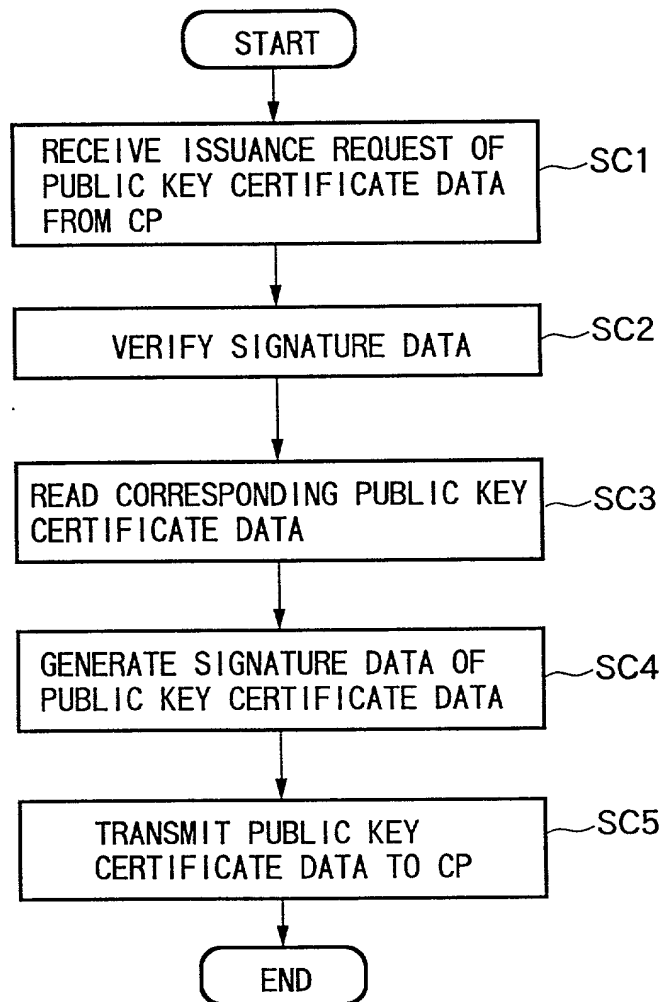 START
RECEIVE ISSUANCE REQUEST OF
PUBLIC KEY CERTIFICATE DATA
FROM CP
SC1
VERIFY SIGNATURE DATA
SC2
READ CORRESPONDING PUBLIC KEY
CERTIFICATE DATA
SC3
GENERATE SIGNATURE DATA OF
PUBLIC KEY CERTIFICATE DATA
SC4
TRANSMIT PUBLIC KEY
CERTIFICATE DATA TO CP
SC5
END